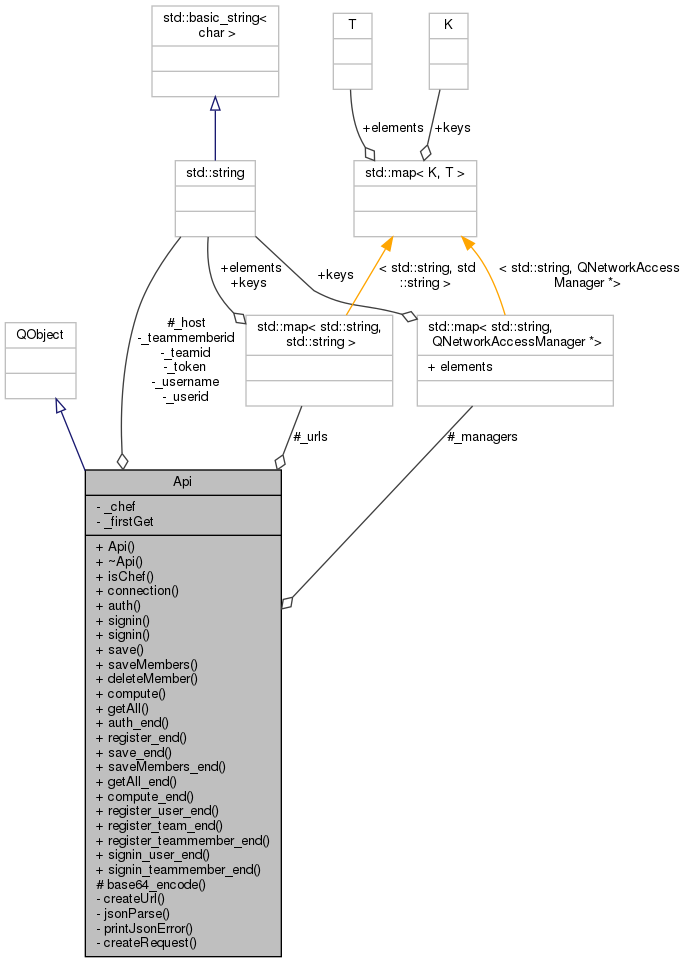 std::basic_string<
char >
T
K
+elements
+keys
std::string
std::map< K, T >
+elements
+keys
+keys
< std::string, std
::string >
< std::string, QNetworkAccess
Manager *>
QObject
#_host
-_teammemberid
-_teamid
-_token
-_username
-_userid
std::map< std::string,
std::string >
std::map< std::string,
QNetworkAccessManager *>
+ elements
#_urls
#_managers
Api
- _chef
- _firstGet
+ Api()
+ ~Api()
+ isChef()
+ connection()
+ auth()
+ signin()
+ signin()
+ save()
+ saveMembers()
+ deleteMember()
+ compute()
+ getAll()
+ auth_end()
+ register_end()
+ save_end()
+ saveMembers_end()
+ getAll_end()
+ compute_end()
+ register_user_end()
+ register_team_end()
+ register_teammember_end()
+ signin_user_end()
+ signin_teammember_end()
# base64_encode()
- createUrl()
- jsonParse()
- printJsonError()
- createRequest()